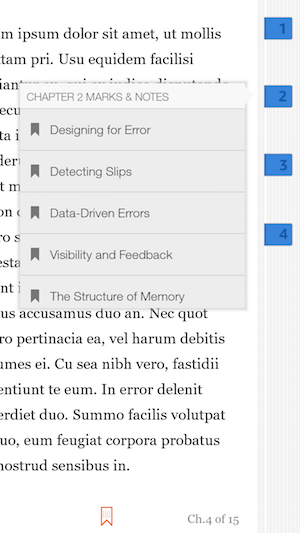 m ipsum dolor sit amet, ut mollis
tam pri. Usu equidem facilisi
CHAPTER 2 MARKS & NOTES
Designing for Error
Detecting Slips
Data-Driven Errors
Visibility and Feedback
The Structure of Memory
us accusamus duo an. Nec quot
ro pertinacia ea, vel harum debitis
umes ei. Cu sea nibh vero, fastidii
entiunt te eum. In error delenit
erdiet duo. Summo facilis volutpat
uo, eum feugiat corpora probatus
nostrud sensibus in.
Ch.4 of 15
1
2
3
4